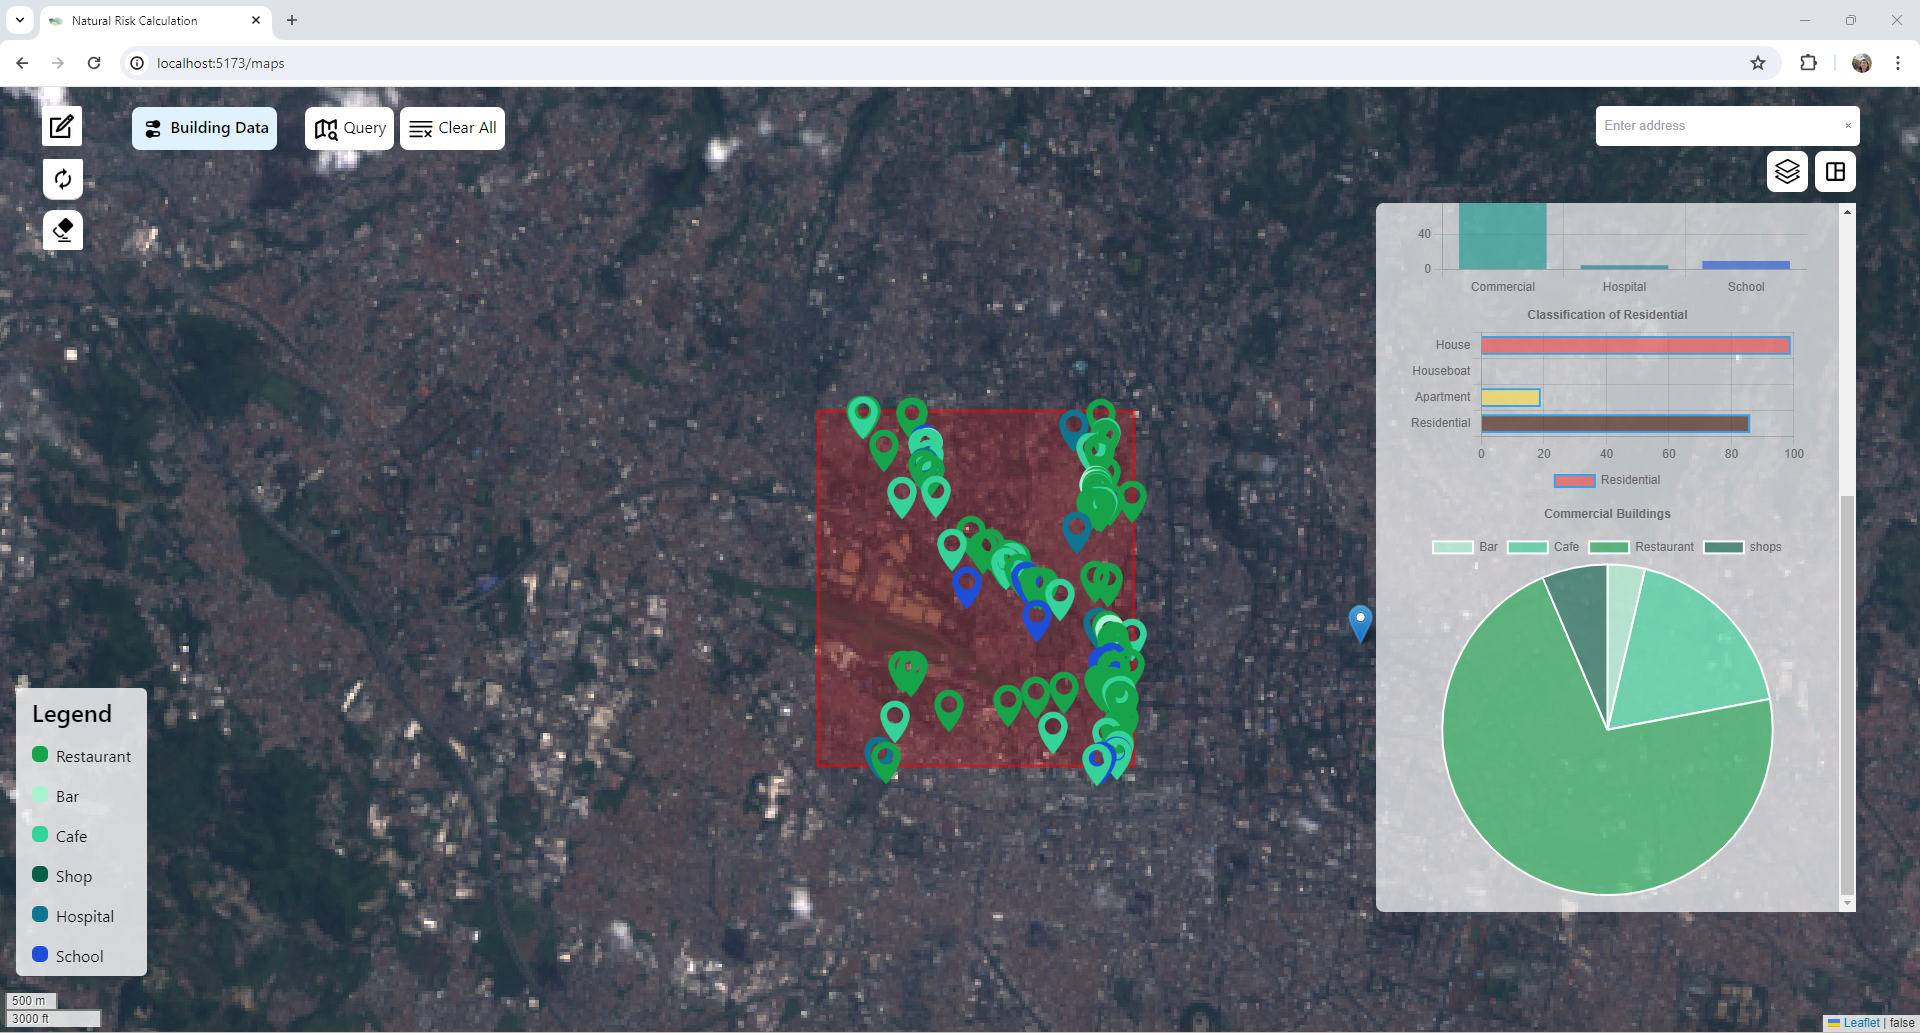 Natural Risk Calculation
localhost:5173/maps
Building Data
Query
Clear All
Enter address
40
0
Commercial
Hospital
School
Classification of Residential
House
Houseboat
Apartment
Residential
0 20 40 60 80 100
Residential
Commercial Buildings
Bar Cafe Restaurant shops
Legend
Restaurant
Bar
Cafe
Shop
Hospital
School
500 m
3000 ft
Leaflet | false